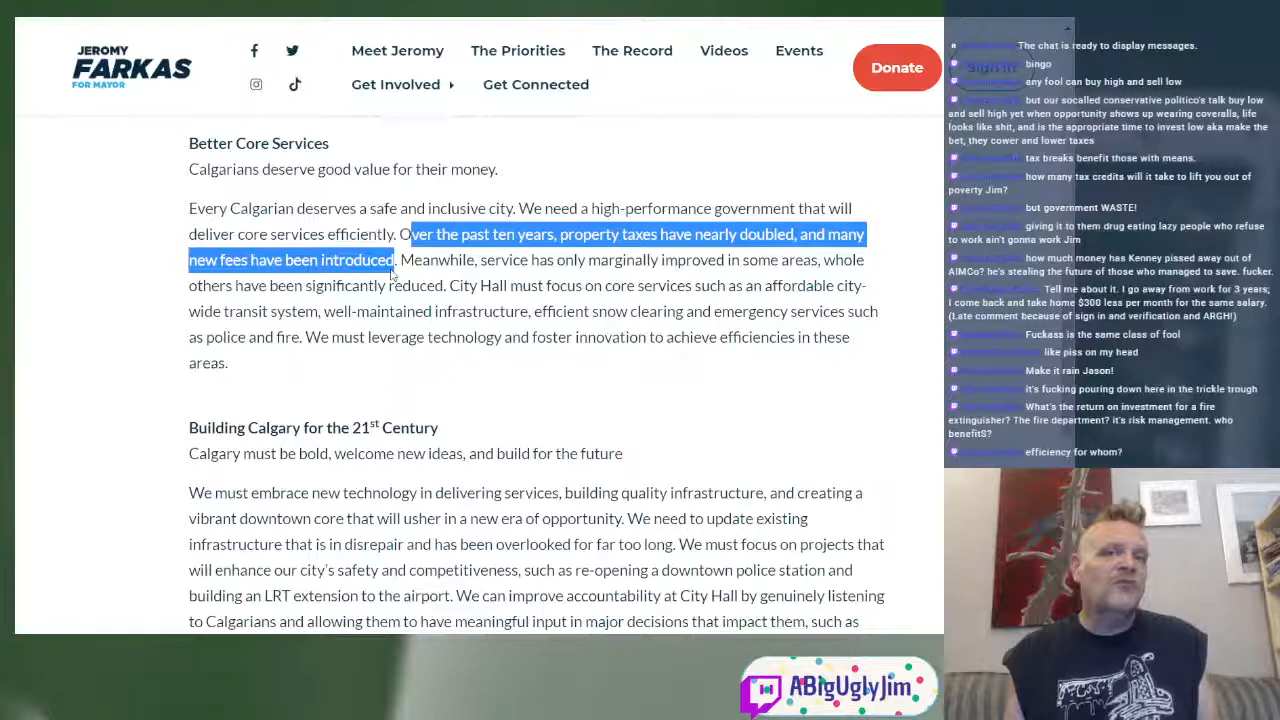 JEROMY
FARKAS
FOR MAYOR
Meet Jeromy
The Priorities
The Record
Videos
Events
Get Involved
Get Connected
Donate
Sign In
Better Core Services
Calgarians deserve good value for their money.
Every Calgarian deserves a safe and inclusive city. We need a high-performance government that will
deliver core services efficiently. Over the past ten years, property taxes have nearly doubled, and many
new fees have been introduced. Meanwhile, service has only marginally improved in some areas, whole
others have been significantly reduced. City Hall must focus on core services such as an affordable city-
wide transit system, well-maintained infrastructure, efficient snow clearing and emergency services such
as police and fire. We must leverage technology and foster innovation to achieve efficiencies in these
areas.
Building Calgary for the 21st Century
Calgary must be bold, welcome new ideas, and build for the future
We must embrace new technology in delivering services, building quality infrastructure, and creating a
vibrant downtown core that will usher in a new era of opportunity. We need to update existing
infrastructure that is in disrepair and has been overlooked for far too long. We must focus on projects that
will enhance our city's safety and competitiveness, such as re-opening a downtown police station and
building an LRT extension to the airport. We can improve accountability at City Hall by genuinely listening
to Calgarians and allowing them to have meaningful input in major decisions that impact them, such as
The chat is ready to display messages.
bingo
any fool can buy high and sell low
but our socalled conservative politico's talk buy low
and sell high yet when opportunity shows up wearing coveralls, life
looks like shit, and is the appropriate time to invest low aka make the
bet, they cower and lower taxes
tax breaks benefit those with means.
how many tax credits will it take to lift you out of
poverty Jim?
but government WASTE!
giving it to them drug eating lazy people who refuse
to work ain't gonna work Jim
how much money has Kenney pissed away out of
AIMCo? he's stealing the future of those who managed to save. fucker.
Tell me about it. I go away from work for 3 years;
I come back and take home $300 less per month for the same salary.
(Late comment because of sign in and verification and ARGH!)
Fuckass is the same class of fool
like piss on my head
Make it rain Jason!
it's fucking pouring down here in the trickle trough
What's the return on investment for a fire
extinguisher? The fire department? it's risk management. who
benefitS?
efficiency for whom?
ABigUglyJim